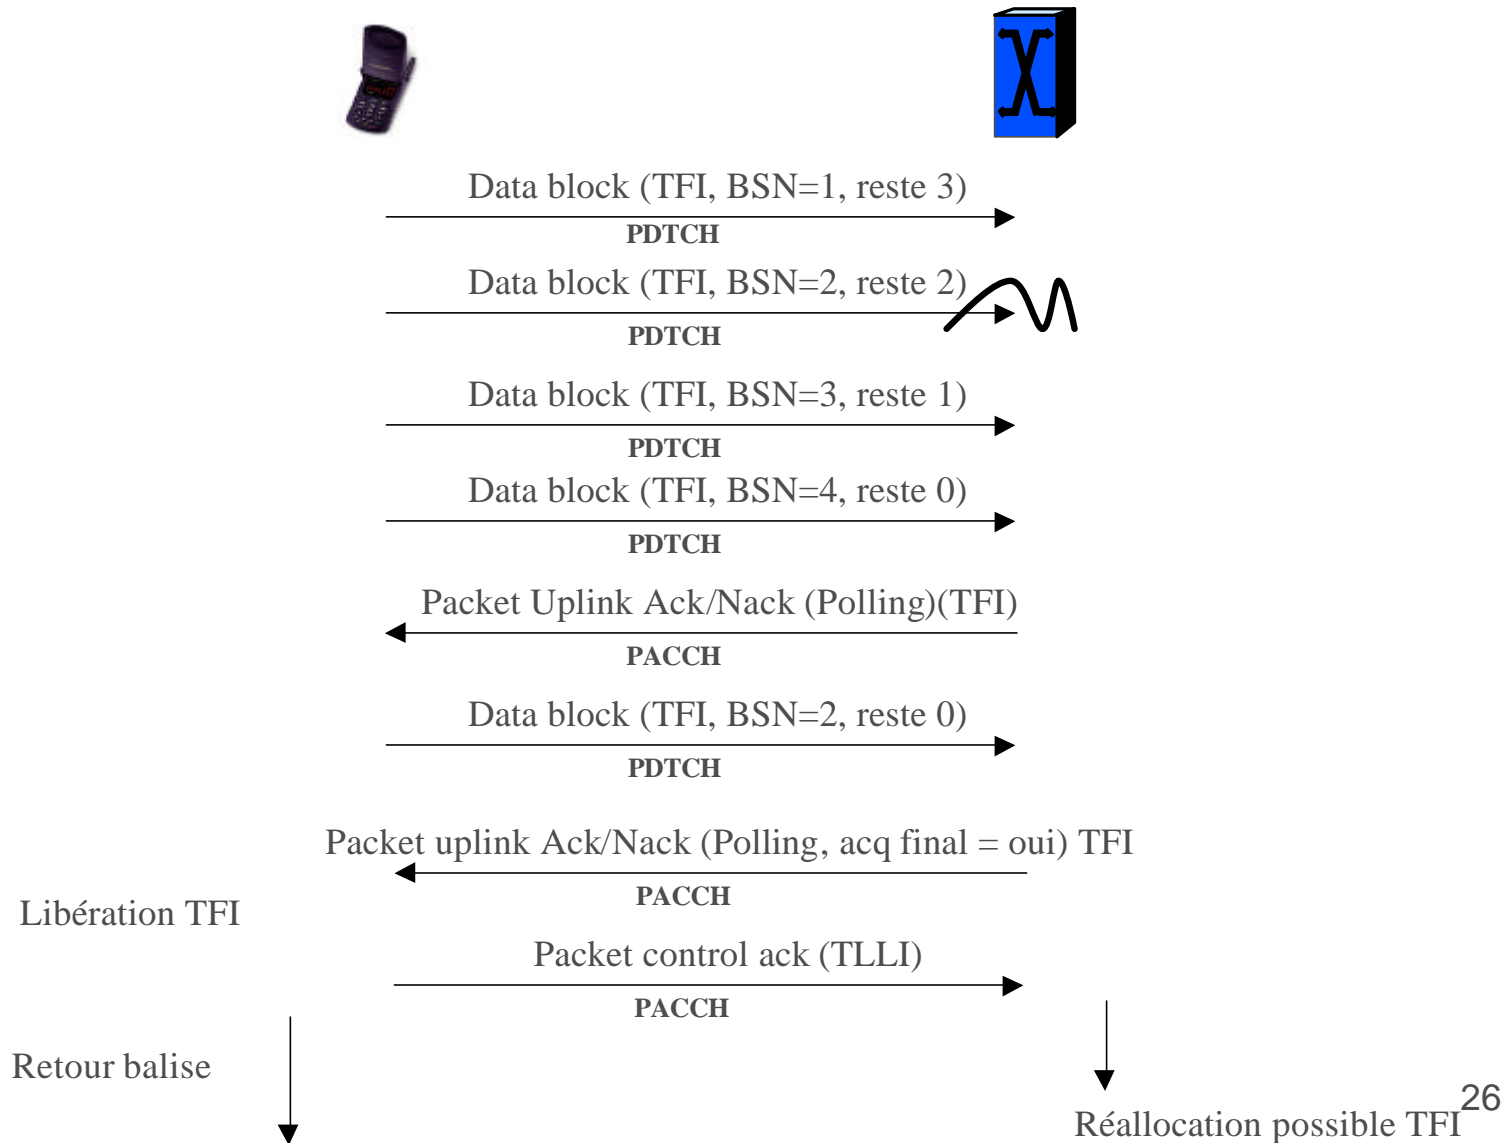 Data block (TFI, BSN=1, reste 3)
PDTCH
Data block (TFI, BSN=2, reste 2)
PDTCH
Data block (TFI, BSN=3, reste 1)
PDTCH
Data block (TFI, BSN=4, reste 0)
PDTCH
Packet Uplink Ack/Nack (Polling)(TFI)
PACCH
Data block (TFI, BSN=2, reste 0)
PDTCH
Packet uplink Ack/Nack (Polling, acq final = oui) TFI
PACCH
Libération TFI
Packet control ack (TLLI)
PACCH
Retour balise
Réallocation possible TFI
26